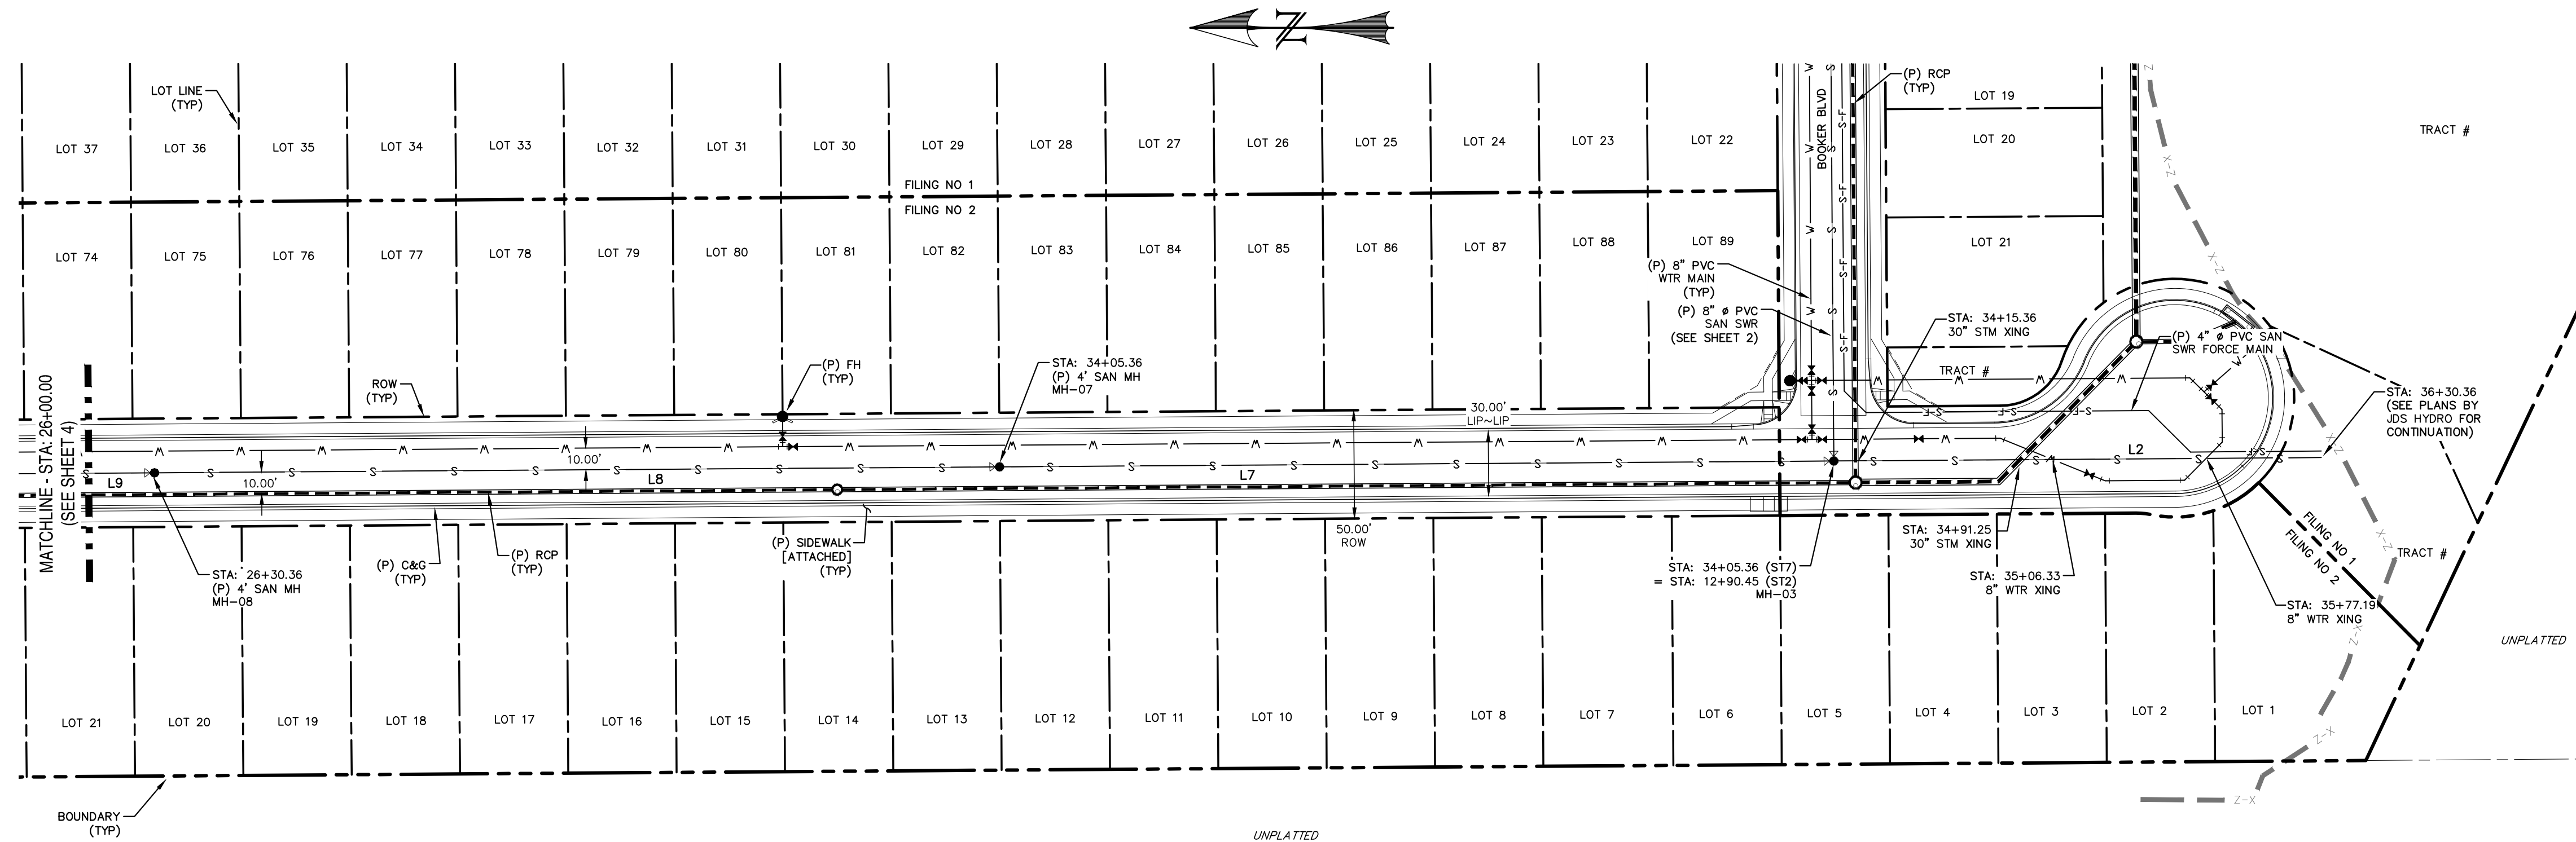 N
LOT LINE
(TYP)
LOT 37
LOT 36
LOT 35
LOT 34
LOT 33
LOT 32
LOT 31
LOT 30
LOT 29
LOT 28
LOT 27
LOT 26
LOT 25
LOT 24
LOT 23
LOT 22
BOOKER BLVD
(P) RCP
(TYP)
LOT 19
LOT 20
LOT 21
TRACT #
FILING NO 1
FILING NO 2
LOT 74
LOT 75
LOT 76
LOT 77
LOT 78
LOT 79
LOT 80
LOT 81
LOT 82
LOT 83
LOT 84
LOT 85
LOT 86
LOT 87
LOT 88
LOT 89
(P) 8" PVC
WTR MAIN
(TYP)
(P) 8" ø PVC
SAN SWR
(SEE SHEET 2)
STA: 34+15.36
30" STM XING
(P) 4" ø PVC SAN
SWR FORCE MAIN
TRACT #
STA: 36+30.36
(SEE PLANS BY
JDS HYDRO FOR
CONTINUATION)
MATCHLINE - STA: 26+00.00
(SEE SHEET 4)
ROW
(TYP)
(P) FH
(TYP)
STA: 34+05.36
(P) 4' SAN MH
MH-07
30.00'
LIP~LIP
10.00'
10.00'
L9
L8
L7
L2
STA: 26+30.36
(P) 4' SAN MH
MH-08
(P) C&G
(TYP)
(P) RCP
(TYP)
(P) SIDEWALK
[ATTACHED]
(TYP)
50.00'
ROW
STA: 34+05.36 (ST7)
= STA: 12+90.45 (ST2)
MH-03
STA: 34+91.25
30" STM XING
STA: 35+06.33
8" WTR XING
STA: 35+77.19
8" WTR XING
FILING NO 1
FILING NO 2
TRACT #
UNPLATTED
LOT 21
LOT 20
LOT 19
LOT 18
LOT 17
LOT 16
LOT 15
LOT 14
LOT 13
LOT 12
LOT 11
LOT 10
LOT 9
LOT 8
LOT 7
LOT 6
LOT 5
LOT 4
LOT 3
LOT 2
LOT 1
BOUNDARY
(TYP)
UNPLATTED